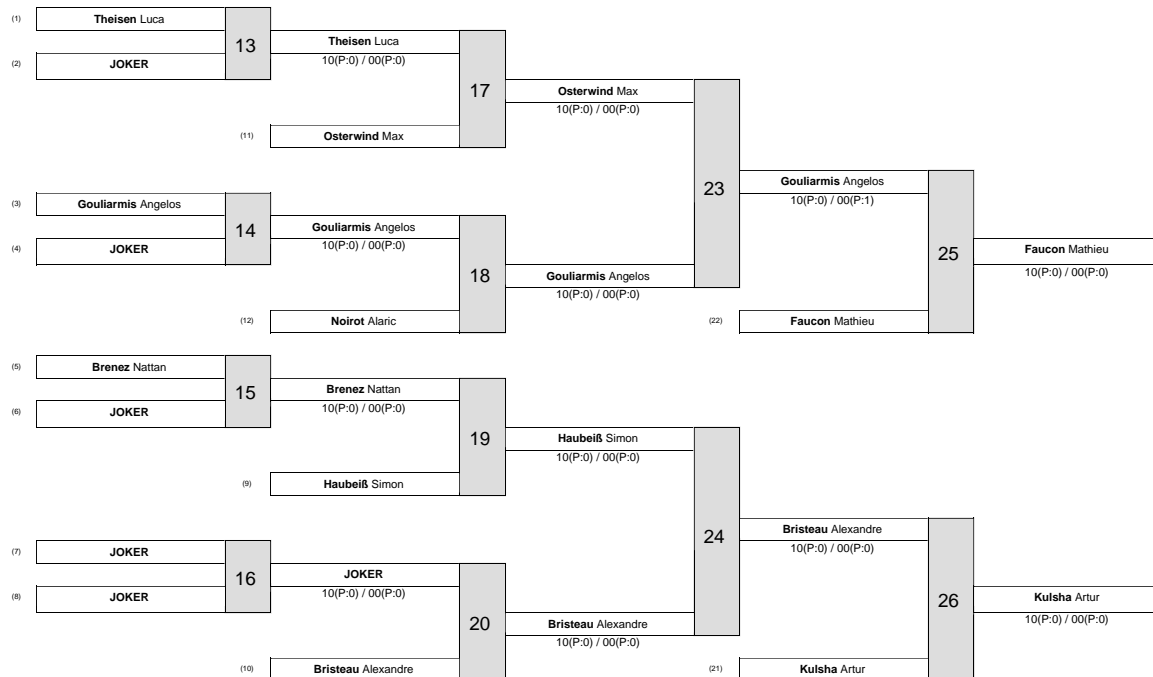 (1) Theisen Luca
13
(2) JOKER
Theisen Luca
10(P:0) / 00(P:0)
17
(11) Osterwind Max
Osterwind Max
10(P:0) / 00(P:0)
23
(3) Gouliarmis Angelos
14
(4) JOKER
Gouliarmis Angelos
10(P:0) / 00(P:0)
18
(12) Noirot Alaric
Gouliarmis Angelos
10(P:0) / 00(P:0)
Gouliarmis Angelos
10(P:0) / 00(P:1)
25
(22) Faucon Mathieu
Faucon Mathieu
10(P:0) / 00(P:0)
(5) Brenez Nattan
15
(6) JOKER
Brenez Nattan
10(P:0) / 00(P:0)
19
(9) Haubeiß Simon
Haubeiß Simon
10(P:0) / 00(P:0)
24
(7) JOKER
16
(8) JOKER
JOKER
10(P:0) / 00(P:0)
20
(10) Bristeau Alexandre
Bristeau Alexandre
10(P:0) / 00(P:0)
Bristeau Alexandre
10(P:0) / 00(P:0)
26
(21) Kulsha Artur
Kulsha Artur
10(P:0) / 00(P:0)